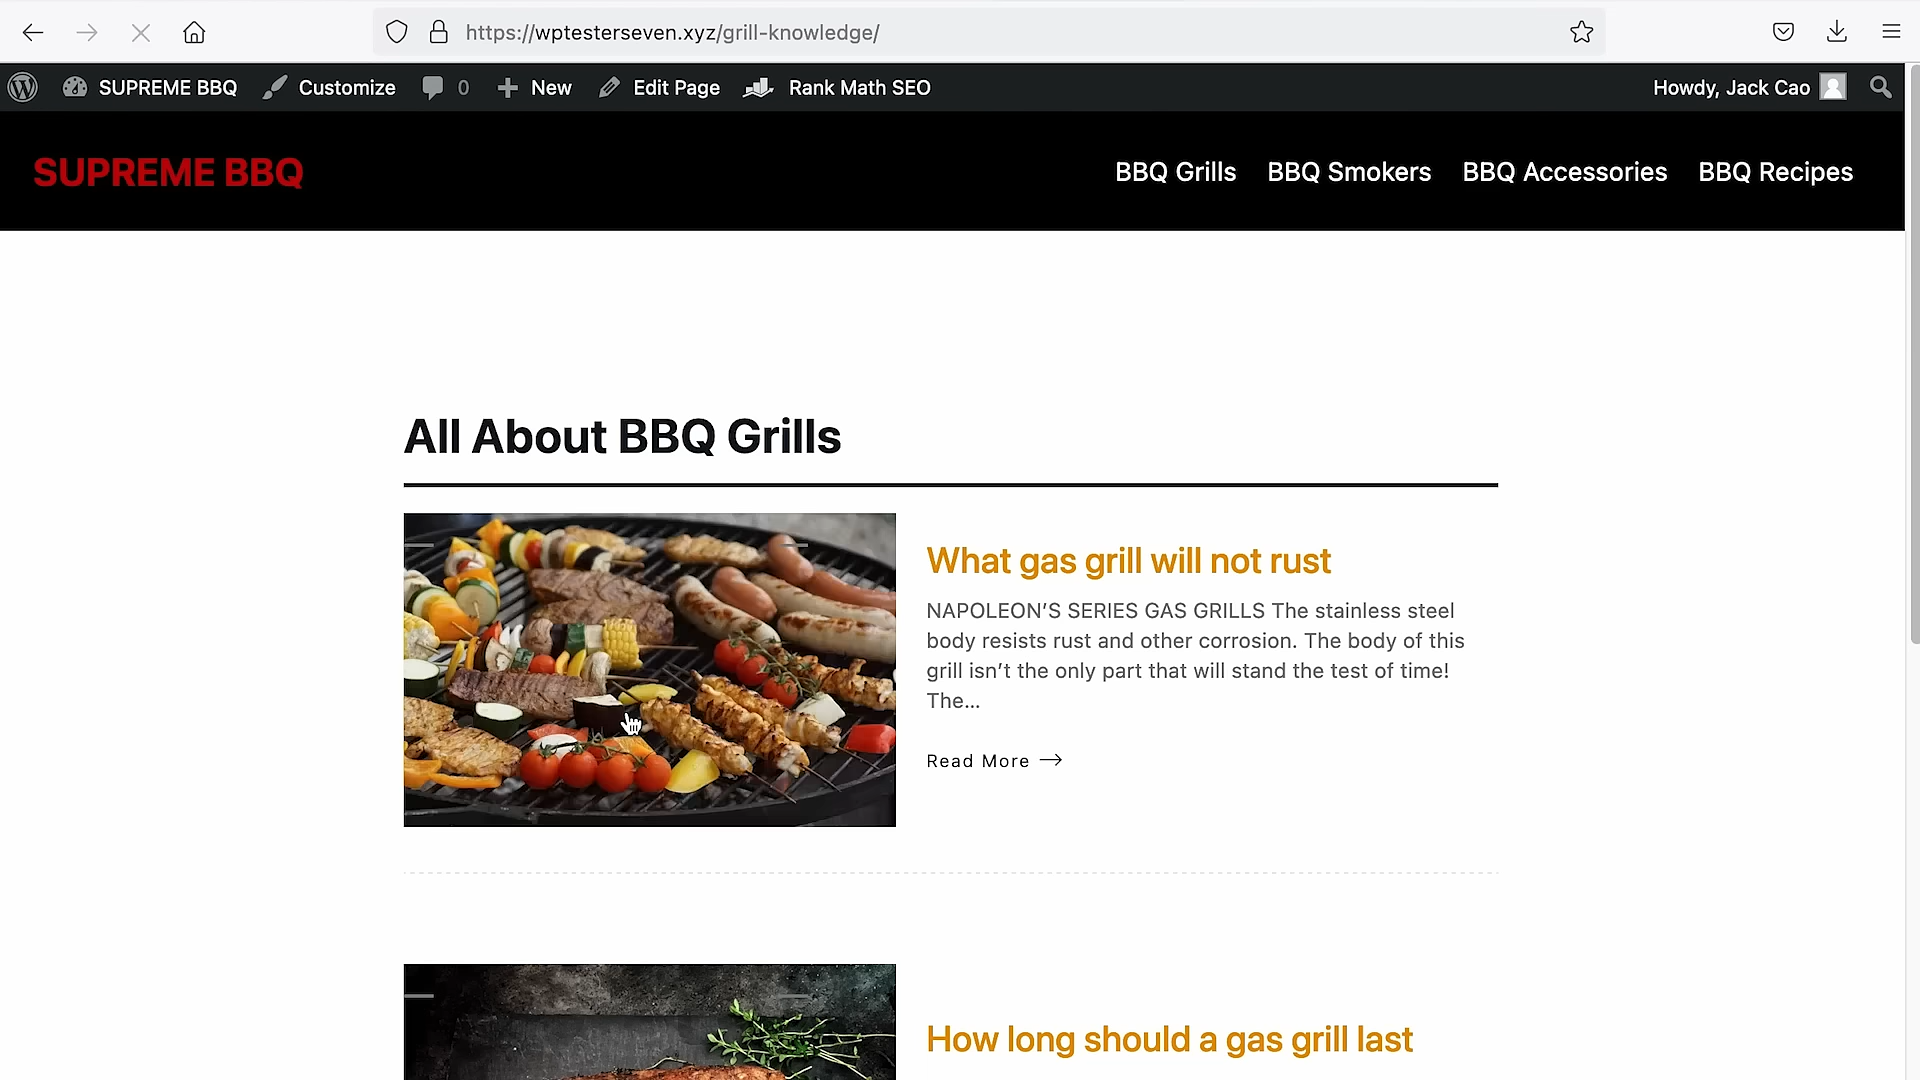 https://wptesterseven.xyz/grill-knowledge/
SUPREME BBQ Customize 0 New Edit Page Rank Math SEO Howdy, Jack Cao
SUPREME BBQ BBQ Grills BBQ Smokers BBQ Accessories BBQ Recipes
All About BBQ Grills
What gas grill will not rust
NAPOLEON’S SERIES GAS GRILLS The stainless steel
body resists rust and other corrosion. The body of this
grill isn’t the only part that will stand the test of time!
The...
Read More →
How long should a gas grill last